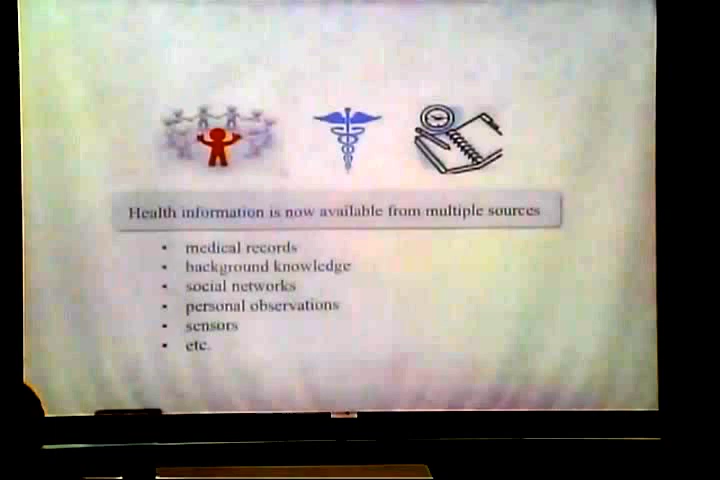 Health information is now available from multiple sources
• medical records
• background knowledge
• social networks
• personal observations
• sensors
• etc.